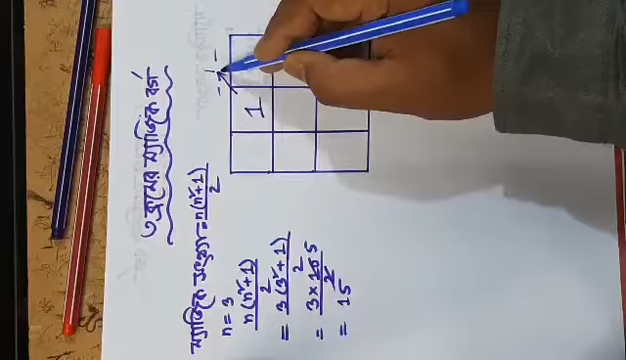 ৩ ক্রমের ম্যাজিক বর্গ
ম্যাজিক সংখ্যা = n(n²+1)/2
n = 3
n(n²+1)/2
= 3(3²+1)/2
= 3 × 10 5/2
= 15
1